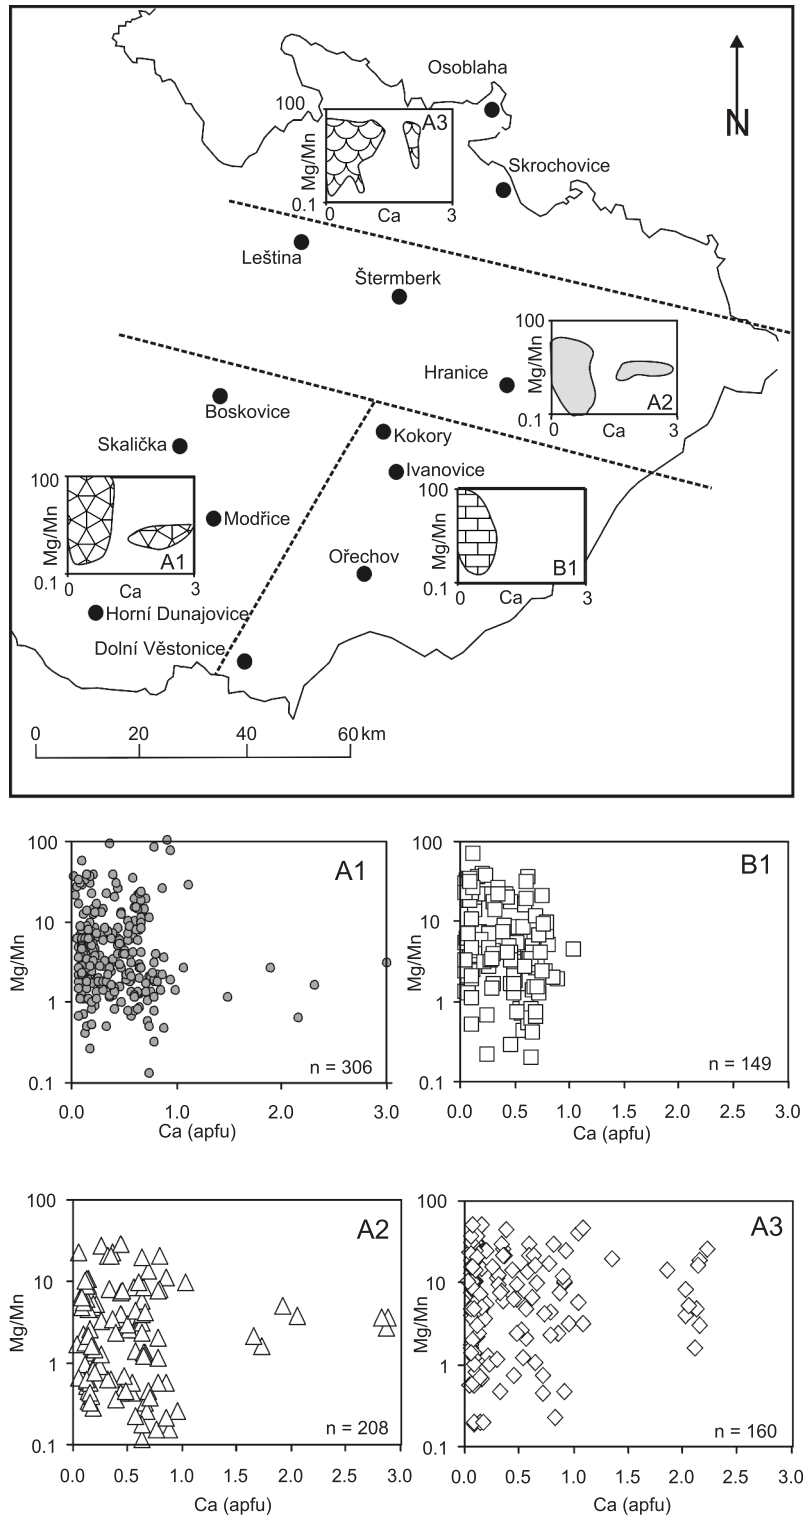 Osoblaha
N
100
A3
Mg/Mn
0.1
0
Ca
3
Skrochovice
Leština
Štermberk
100
Mg/Mn
A2
0.1
0
Ca
3
Hranice
Boskovice
Skalička
Kokory
Ivanovice
100
Mg/Mn
A1
0.1
0
Ca
3
Modřice
100
Mg/Mn
B1
0.1
0
Ca
3
Ořechov
Horní Dunajovice
Dolní Věstonice
0 20 40 60 km
100
10
1
0.1
Mg/Mn
A1
n = 306
0.0 1.0 2.0 3.0
Ca (apfu)
100
10
1
0.1
Mg/Mn
B1
n = 149
0.0 0.5 1.0 1.5 2.0 2.5 3.0
Ca (apfu)
100
10
1
0.1
Mg/Mn
A2
n = 208
0.0 0.5 1.0 1.5 2.0 2.5 3.0
Ca (apfu)
100
10
1
0.1
Mg/Mn
A3
n = 160
0.0 0.5 1.0 1.5 2.0 2.5 3.0
Ca (apfu)